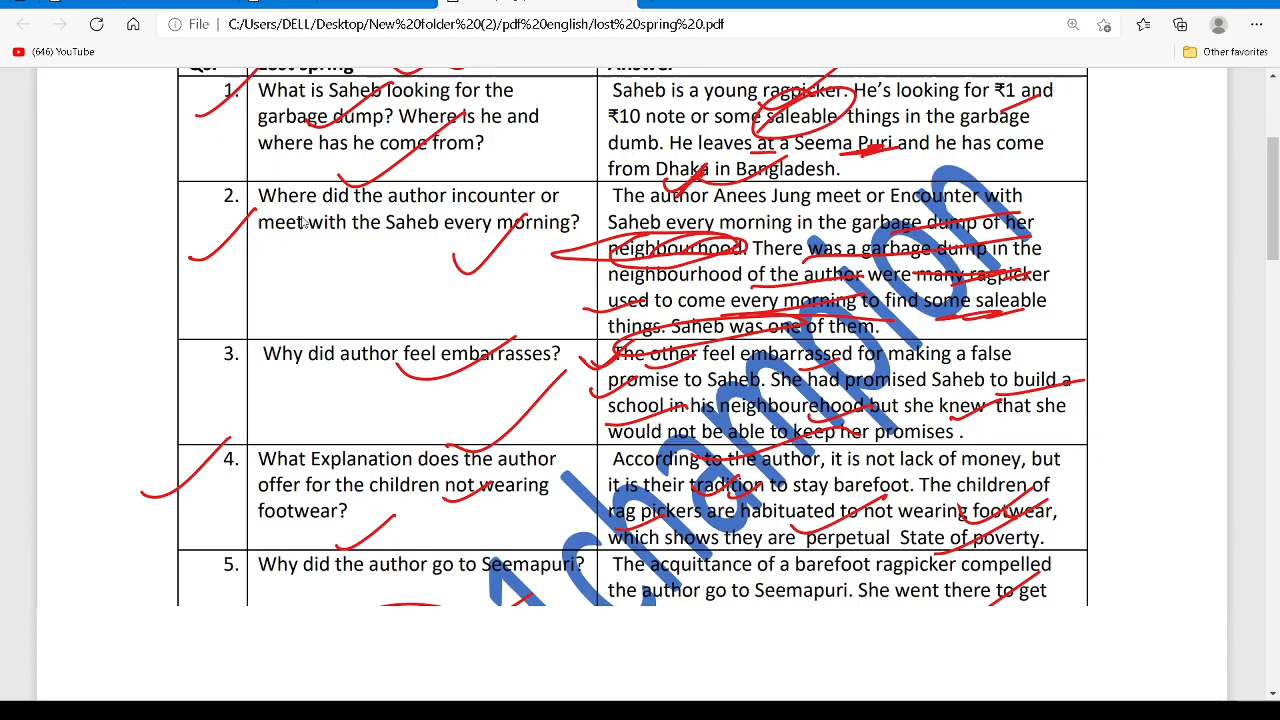 File
C:/Users/DELL/Desktop/New%20folder%20(2)/pdf%20english/lost%20spring%20.pdf
(646) YouTube
Other favorites
1. What is Saheb looking for the
garbage dump? Where is he and
where has he come from?
Saheb is a young ragpicker. He's looking for ₹1 and
₹10 note or some saleable things in the garbage
dumb. He leaves at a Seema Puri and he has come
from Dhaka in Bangladesh.
2. Where did the author incounter or
meet with the Saheb every morning?
The author Anees Jung meet or Encounter with
Saheb every morning in the garbage dump of her
neighbourhood. There was a garbage dump in the
neighbourhood of the author were many ragpicker
used to come every morning to find some saleable
things. Saheb was one of them.
3. Why did author feel embarrasses?
The other feel embarrassed for making a false
promise to Saheb. She had promised Saheb to build a
school in his neighbourehood but she knew that she
would not be able to keep her promises .
4. What Explanation does the author
offer for the children not wearing
footwear?
According to the author, it is not lack of money, but
it is their tradition to stay barefoot. The children of
rag pickers are habituated to not wearing footwear,
which shows they are perpetual State of poverty.
5. Why did the author go to Seemapuri?
The acquittance of a barefoot ragpicker compelled
the author go to Seemapuri. She went there to get
champion